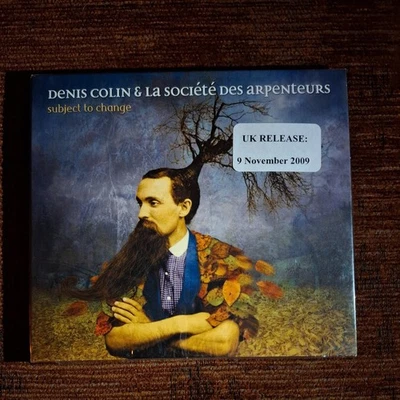 Denis Colin & La Société des Arpenteurs
subject to change
UK RELEASE:
9 November 2009